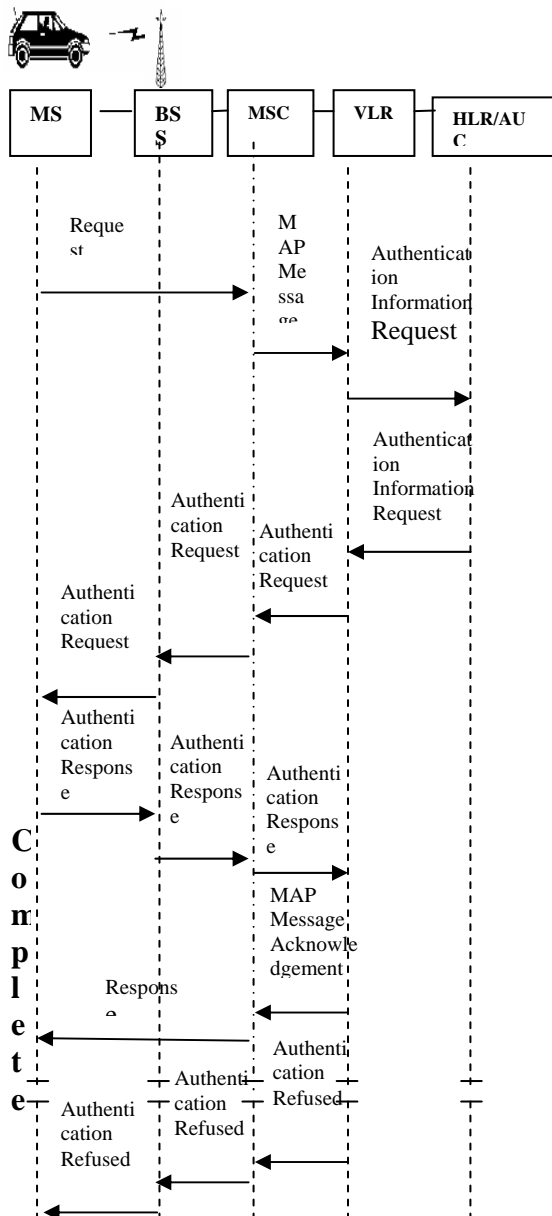 MS
BS
S
MSC
VLR
HLR/AU
C
Reque
st
M
AP
Me
ssa
ge
Authenticat
ion
Information
Request
Authenticat
ion
Information
Request
Authenti
cation
Request
Authenti
cation
Request
Authenti
cation
Request
Authenti
cation
Respons
e
Authenti
cation
Respons
e
Authenti
cation
Respons
e
C
o
m
p
l
e
t
e
MAP
Message
Acknowle
dgement
Respons
e
Authenti
cation
Refused
Authenti
cation
Refused
Authenti
cation
Refused